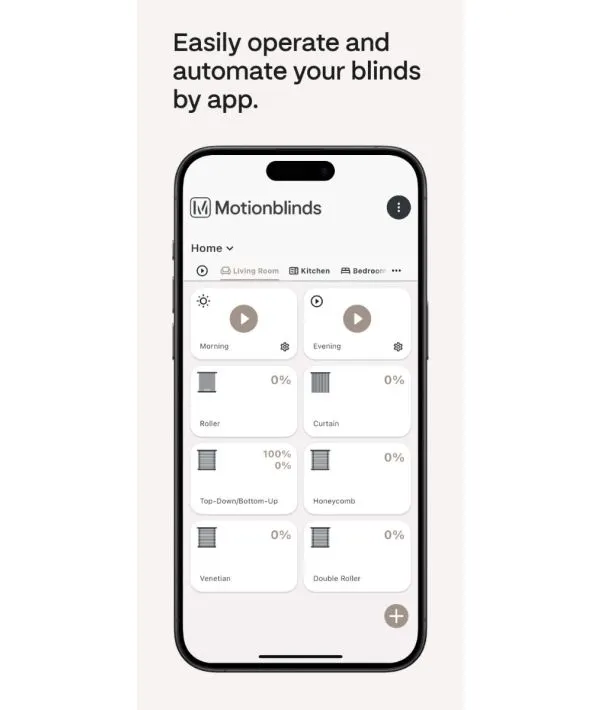 Easily operate and
automate your blinds
by app.
Motionblinds
Home
Living Room Kitchen Bedroom
Morning Evening
0% 0%
Roller Curtain
100%
0% 0%
Top-Down/Bottom-Up Honeycomb
0% 0%
Venetian Double Roller